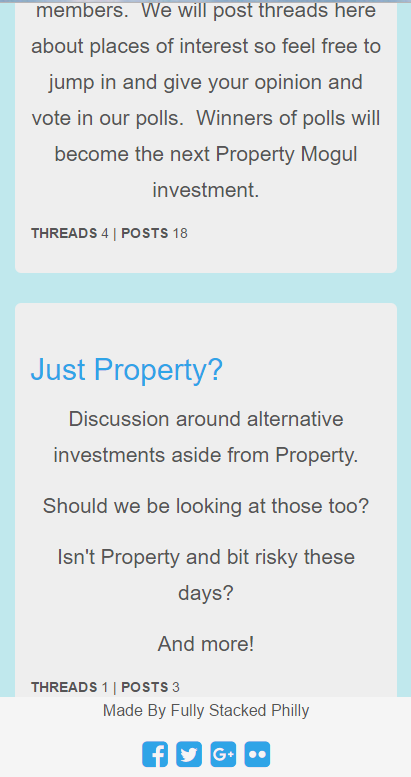 members.  We will post threads here
about places of interest so feel free to
jump in and give your opinion and
vote in our polls.  Winners of polls will
become the next Property Mogul
investment.
THREADS 4 | POSTS 18
Just Property?
Discussion around alternative
investments aside from Property.
Should we be looking at those too?
Isn't Property and bit risky these
days?
And more!
THREADS 1 | POSTS 3
Made By Fully Stacked Philly